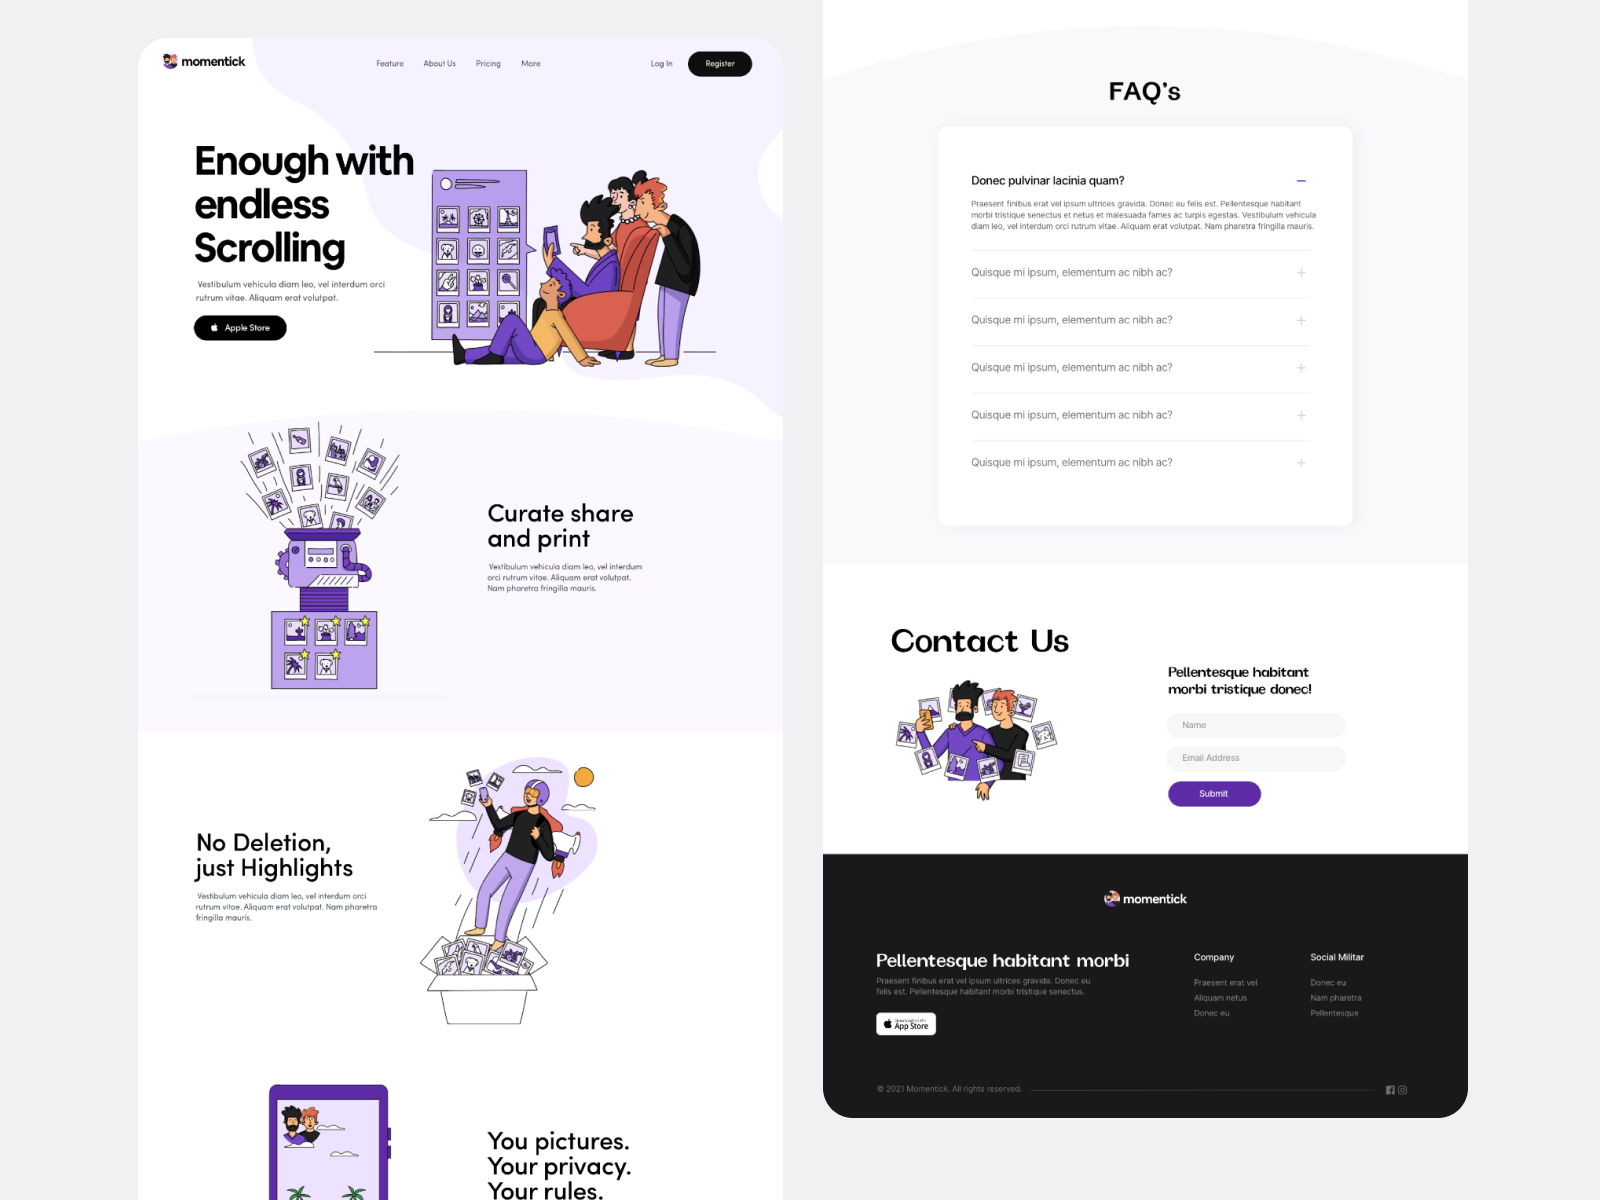 momentick
Feature
About Us
Pricing
More
Log In
Register
Enough with
endless
Scrolling
Vestibulum vehicula diam leo, vel interdum orci
rutrum vitae. Aliquam erat volutpat.
Apple Store
Curate share
and print
Vestibulum vehicula diam leo, vel interdum
orci rutrum vitae. Aliquam erat volutpat.
Nam pharetra fringilla mauris.
No Deletion,
just Highlights
Vestibulum vehicula diam leo, vel interdum orci
rutrum vitae. Aliquam erat volutpat. Nam pharetra
fringilla mauris.
You pictures.
Your privacy.
Your rules.
FAQ's
Donec pulvinar lacinia quam?
Praesent finibus erat vel ipsum ultrices gravida. Donec eu felis est. Pellentesque habitant
morbi tristique senectus et netus et malesuada fames ac turpis egestas. Vestibulum vehicula
diam leo, vel interdum orci rutrum vitae. Aliquam erat volutpat. Nam pharetra fringilla mauris.
Quisque mi ipsum, elementum ac nibh ac?
Quisque mi ipsum, elementum ac nibh ac?
Quisque mi ipsum, elementum ac nibh ac?
Quisque mi ipsum, elementum ac nibh ac?
Quisque mi ipsum, elementum ac nibh ac?
Contact Us
Pellentesque habitant
morbi tristique donec!
Name
Email Address
Submit
momentick
Pellentesque habitant morbi
Praesent finibus erat vel ipsum ultrices gravida. Donec eu
felis est. Pellentesque habitant morbi tristique senectus.
App Store
Company
Praesent erat vel
Aliquam netus
Donec eu
Social Militar
Donec eu
Nam pharetra
Pellentesque
© 2021 Momentick. All rights reserved.